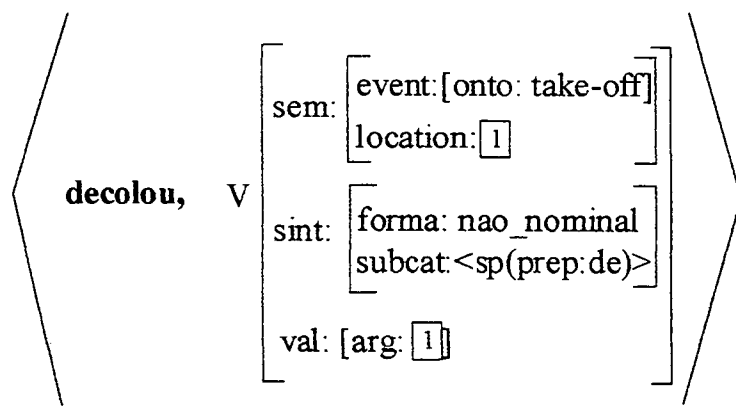 event:[onto: take-off]
sem:
location: 1
decolou, V
forma: nao_nominal
sint:
subcat:<sp(prep:de)>
val: [arg: 1]